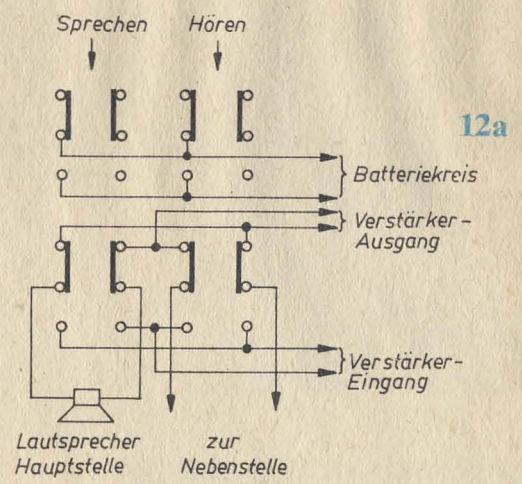 Sprechen Hören
12a
Batteriekreis
Verstärker-
Ausgang
Verstärker-
Eingang
Lautsprecher
Hauptstelle
zur
Nebenstelle